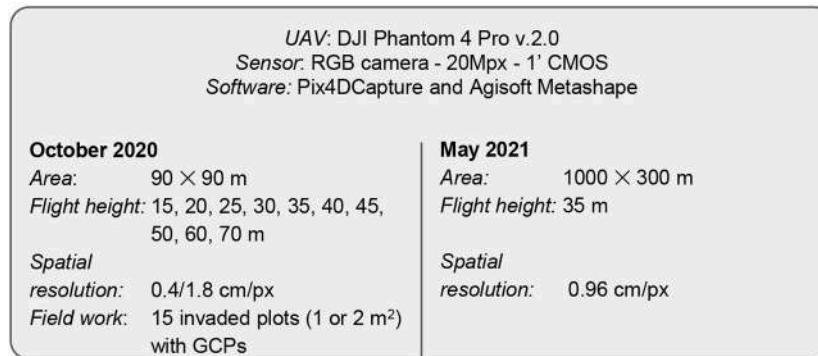 UAV: DJI Phantom 4 Pro v.2.0
Sensor: RGB camera - 20Mpx - 1' CMOS
Software: Pix4DCapture and Agisoft Metashape
October 2020
Area: 90 × 90 m
Flight height: 15, 20, 25, 30, 35, 40, 45,
50, 60, 70 m
Spatial
resolution: 0.4/1.8 cm/px
Field work: 15 invaded plots (1 or 2 m²)
with GCPs
May 2021
Area: 1000 × 300 m
Flight height: 35 m
Spatial
resolution: 0.96 cm/px